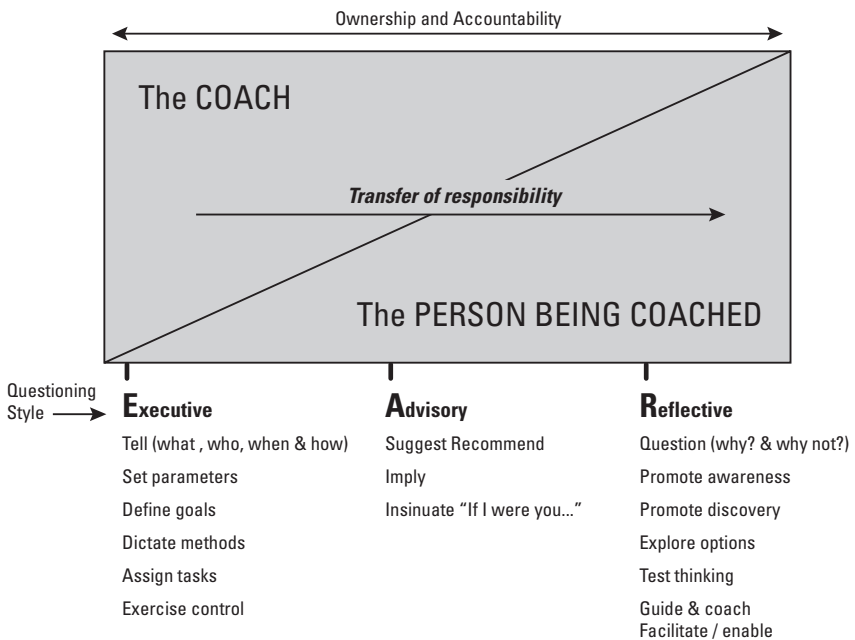 Ownership and Accountability
The COACH
Transfer of responsibility
The PERSON BEING COACHED
Questioning
Style
Executive
Tell (what , who, when & how)
Set parameters
Define goals
Dictate methods
Assign tasks
Exercise control
Advisory
Suggest Recommend
Imply
Insinuate “If I were you...”
Reflective
Question (why? & why not?)
Promote awareness
Promote discovery
Explore options
Test thinking
Guide & coach
Facilitate / enable